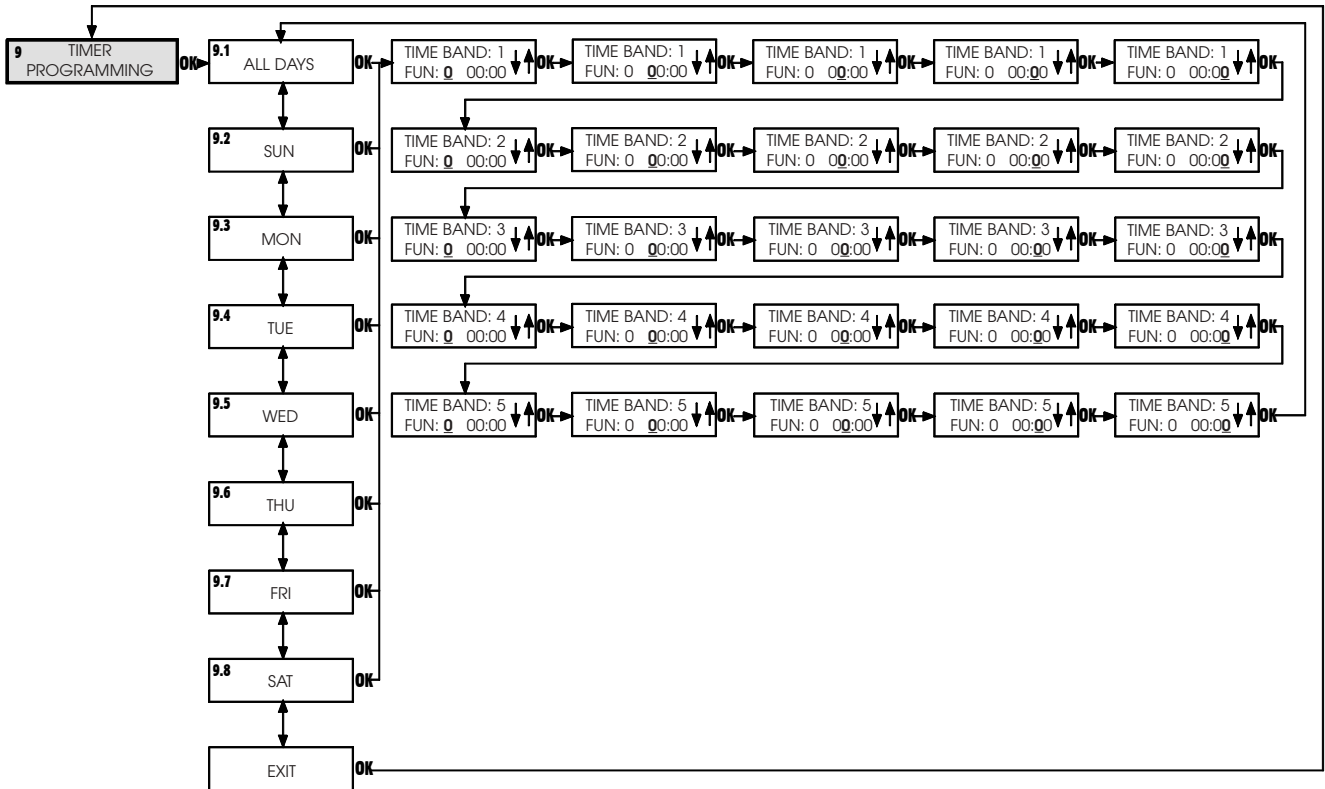 9 TIMER
PROGRAMMING
OK
9.1
ALL DAYS
OK
TIME BAND: 1
FUN: 0 00:00
OK
TIME BAND: 1
FUN: 0 00:00
OK
TIME BAND: 1
FUN: 0 00:00
OK
TIME BAND: 1
FUN: 0 00:00
OK
TIME BAND: 1
FUN: 0 00:00
OK
9.2
SUN
OK
TIME BAND: 2
FUN: 0 00:00
OK
TIME BAND: 2
FUN: 0 00:00
OK
TIME BAND: 2
FUN: 0 00:00
OK
TIME BAND: 2
FUN: 0 00:00
OK
TIME BAND: 2
FUN: 0 00:00
OK
9.3
MON
OK
TIME BAND: 3
FUN: 0 00:00
OK
TIME BAND: 3
FUN: 0 00:00
OK
TIME BAND: 3
FUN: 0 00:00
OK
TIME BAND: 3
FUN: 0 00:00
OK
TIME BAND: 3
FUN: 0 00:00
OK
9.4
TUE
OK
TIME BAND: 4
FUN: 0 00:00
OK
TIME BAND: 4
FUN: 0 00:00
OK
TIME BAND: 4
FUN: 0 00:00
OK
TIME BAND: 4
FUN: 0 00:00
OK
TIME BAND: 4
FUN: 0 00:00
OK
9.5
WED
OK
TIME BAND: 5
FUN: 0 00:00
OK
TIME BAND: 5
FUN: 0 00:00
OK
TIME BAND: 5
FUN: 0 00:00
OK
TIME BAND: 5
FUN: 0 00:00
OK
TIME BAND: 5
FUN: 0 00:00
OK
9.6
THU
OK
9.7
FRI
OK
9.8
SAT
OK
EXIT
OK